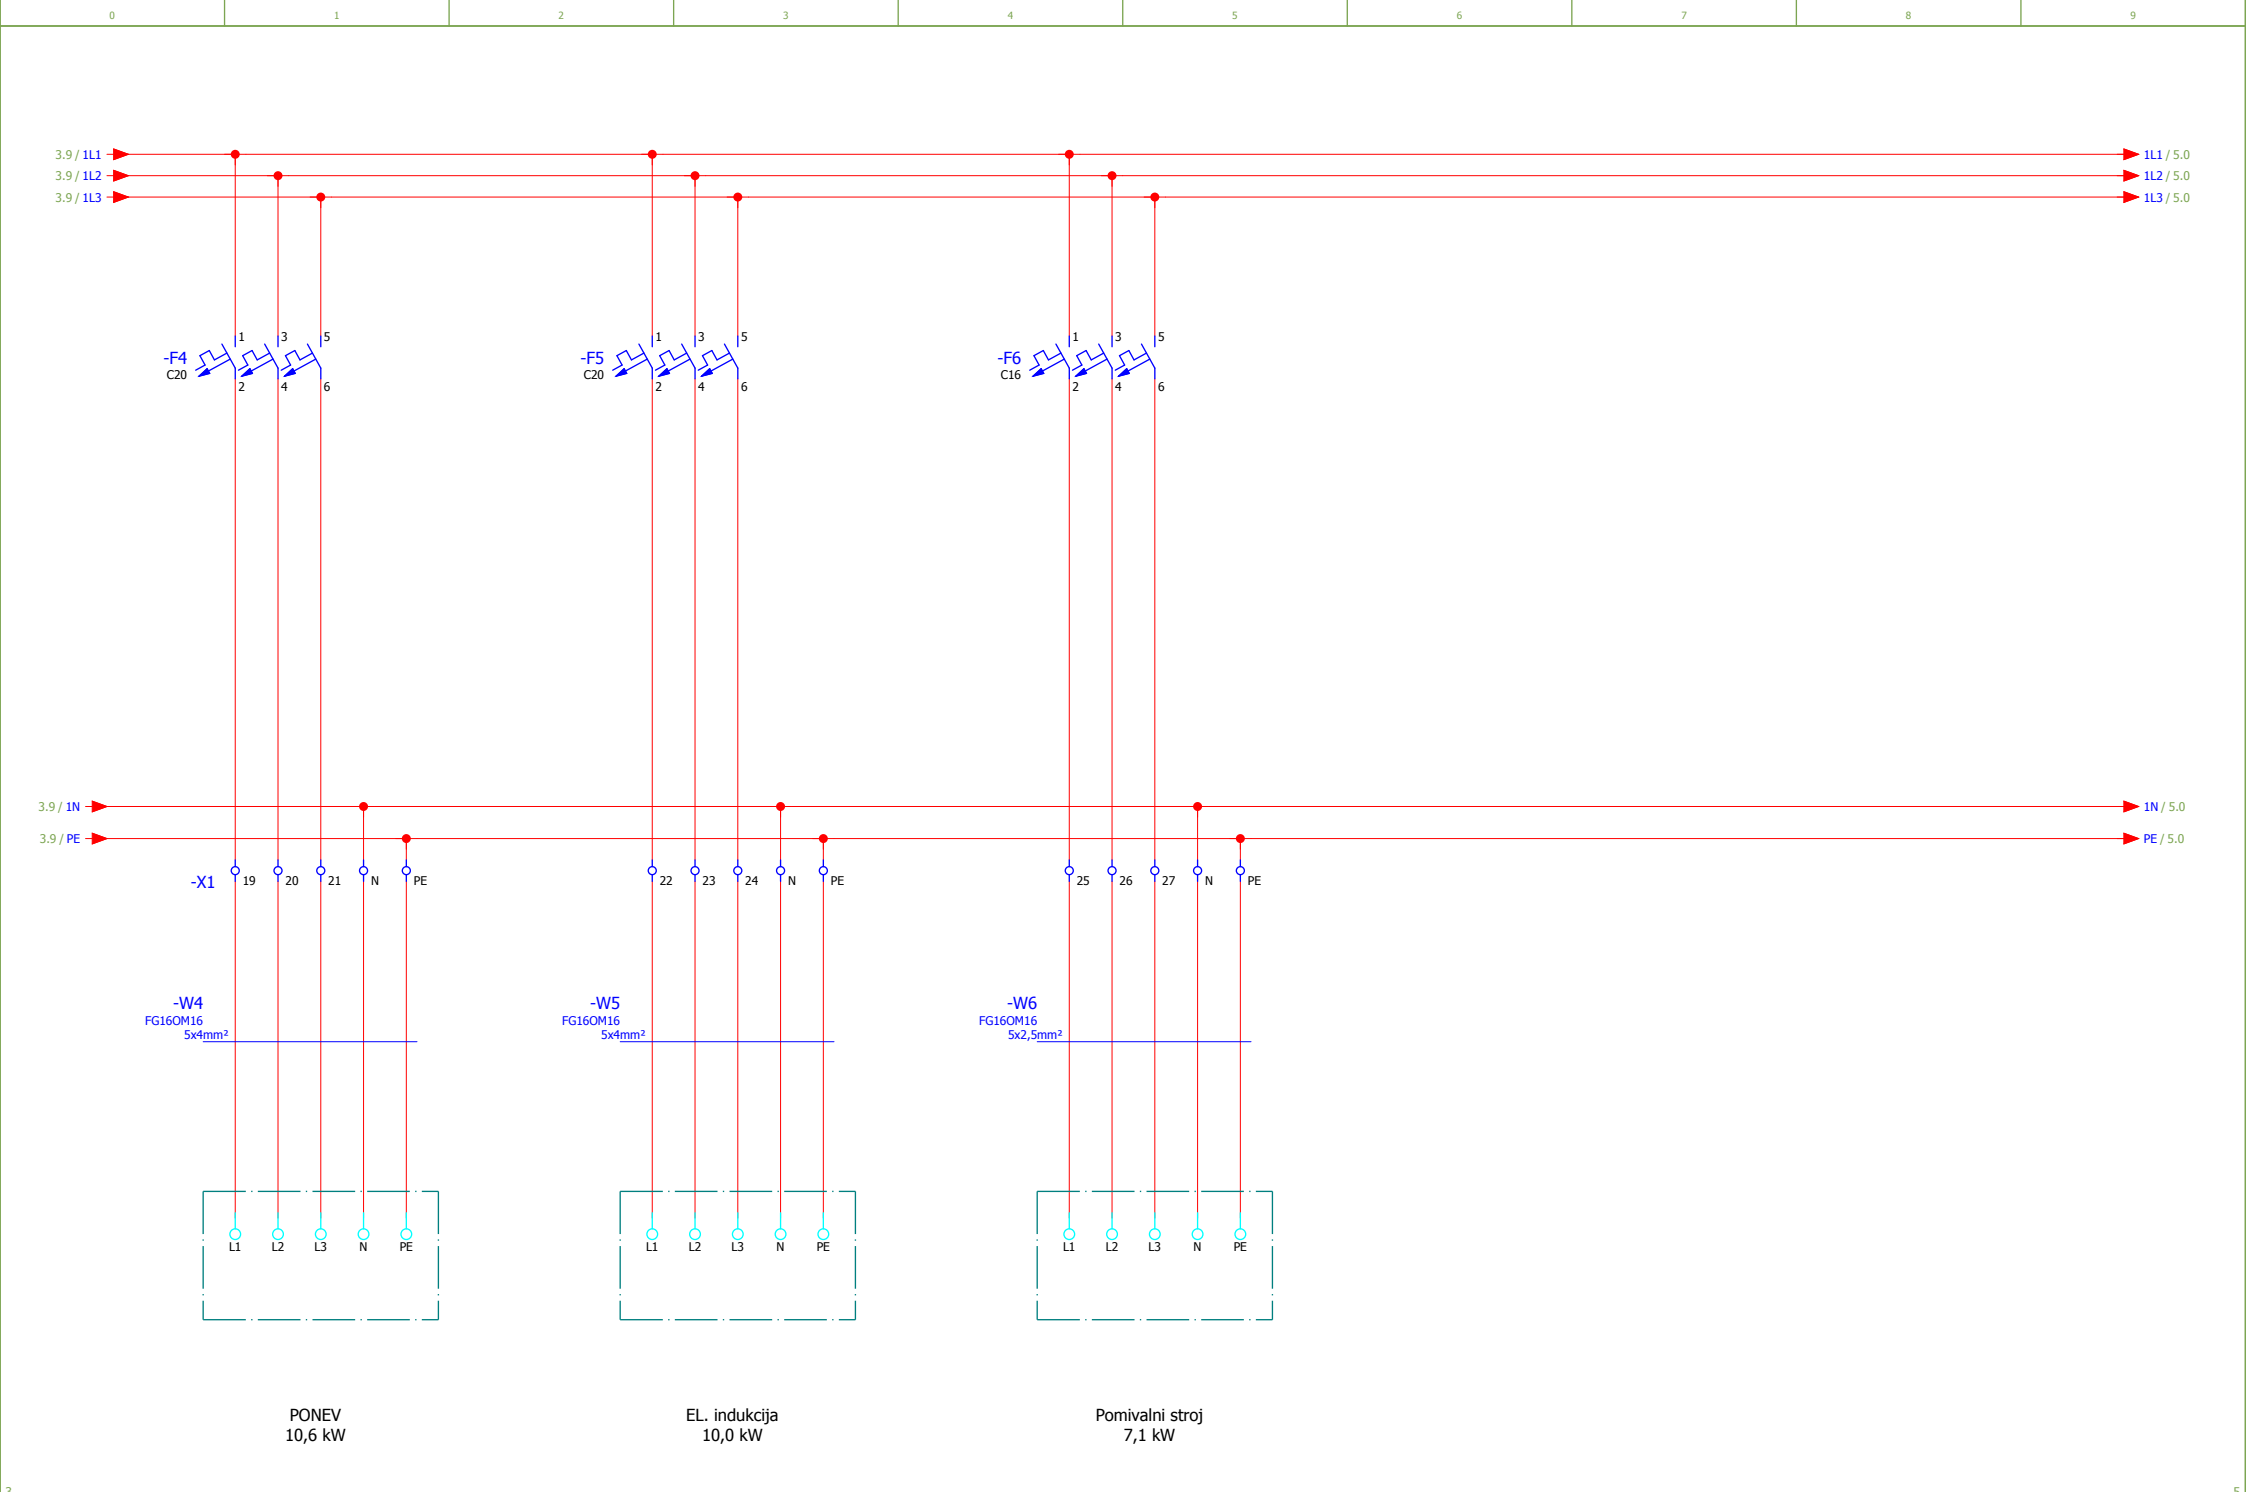 0 1 2 3 4 5 6 7 8 9
3.9 / 1L1 1L1 / 5.0
3.9 / 1L2 1L2 / 5.0
3.9 / 1L3 1L3 / 5.0
1 3 5 1 3 5 1 3 5
-F4 -F5 -F6
C20 C20 C16
2 4 6 2 4 6 2 4 6
3.9 / 1N 1N / 5.0
3.9 / PE PE / 5.0
-X1 19 20 21 N PE 22 23 24 N PE 25 26 27 N PE
-W4 -W5 -W6
FG16OM16 FG16OM16 FG16OM16
5x4mm² 5x4mm² 5x2,5mm²
L1 L2 L3 N PE L1 L2 L3 N PE L1 L2 L3 N PE
PONEV EL. indukcija Pomivalni stroj
10,6 kW 10,0 kW 7,1 kW